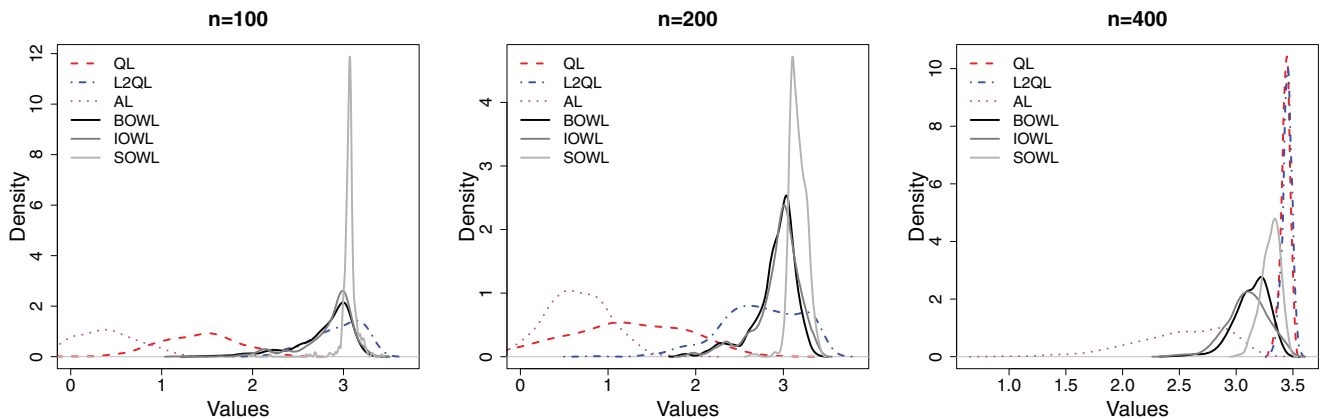 n=100
Density
0 2 4 6 8 10 12
QL
L2QL
AL
BOWL
IOWL
SOWL
0 1 2 3
Values
n=200
Density
0 1 2 3 4
QL
L2QL
AL
BOWL
IOWL
SOWL
0 1 2 3
Values
n=400
Density
0 2 4 6 8 10
QL
L2QL
AL
BOWL
IOWL
SOWL
1.0 1.5 2.0 2.5 3.0 3.5
Values